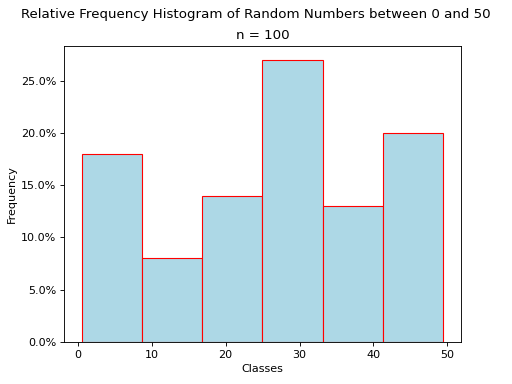 Relative Frequency Histogram of Random Numbers between 0 and 50
n = 100
25.0%
20.0%
15.0%
10.0%
5.0%
0.0%
Frequency
0 10 20 30 40 50
Classes